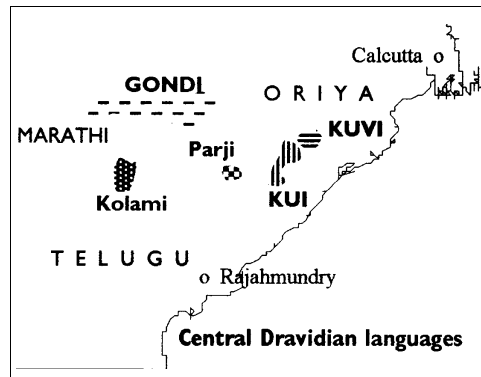 Calcutta
GONDI
ORIYA
MARATHI
KUVI
Parji
Kolami
KUI
TELUGU
Rajahmundry
Central Dravidian languages